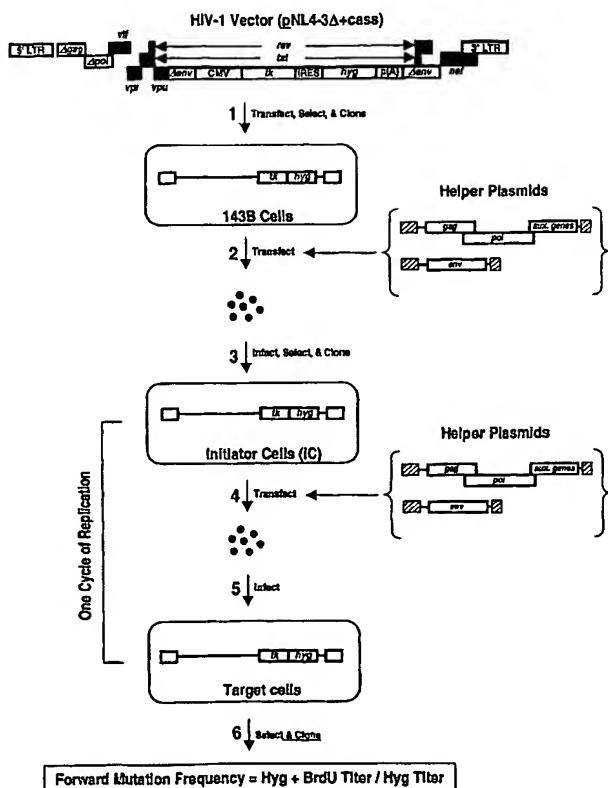 HIV-1 Vector (pNL4-3Δ+cass)
vif
rev
tat
5' LTR
Δgag
Δpol
3' LTR
vpr
vpu
Δenv
CMV
tk
IRES
hyg
p(A)
Δenv
nef
1 Transfect, Select, & Clone
tk hyg
143B Cells
Helper Plasmids
gag
pol
aux. genes
env
2 Transfect
3 Infect, Select, & Clone
tk hyg
Initiator Cells (IC)
Helper Plasmids
gag
pol
aux. genes
env
4 Transfect
One Cycle of Replication
5 Infect
tk hyg
Target cells
6 Select & Clone
Forward Mutation Frequency = Hyg + BrdU Titer / Hyg Titer